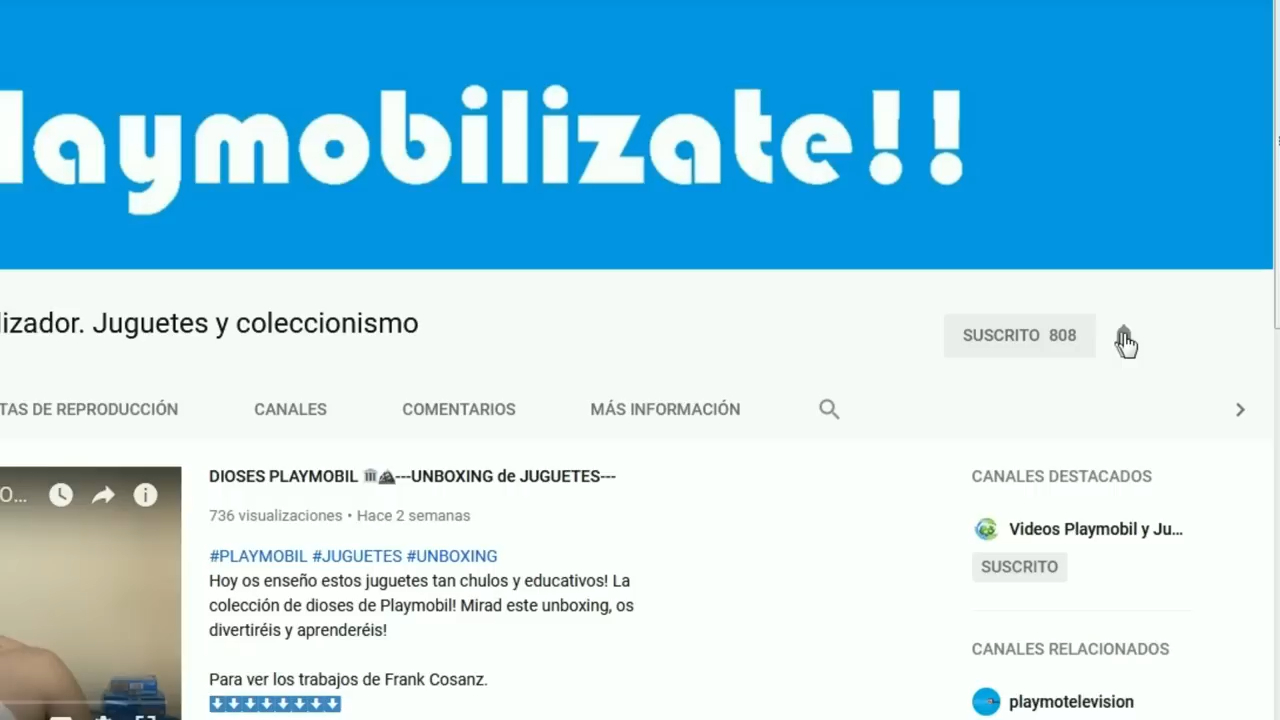 laymobilizate!!
lizador. Juguetes y coleccionismo
SUSCRITO 808
TAS DE REPRODUCCIÓN
CANALES
COMENTARIOS
MÁS INFORMACIÓN
O...
DIOSES PLAYMOBIL 🏛️⛰---UNBOXING de JUGUETES---
736 visualizaciones • Hace 2 semanas
#PLAYMOBIL #JUGUETES #UNBOXING
Hoy os enseño estos juguetes tan chulos y educativos! La
colección de dioses de Playmobil! Mirad este unboxing, os
divertiréis y aprenderéis!
Para ver los trabajos de Frank Cosanz.
⬇⬇⬇⬇⬇⬇⬇⬇
CANALES DESTACADOS
Videos Playmobil y Ju...
SUSCRITO
CANALES RELACIONADOS
playmotelevision